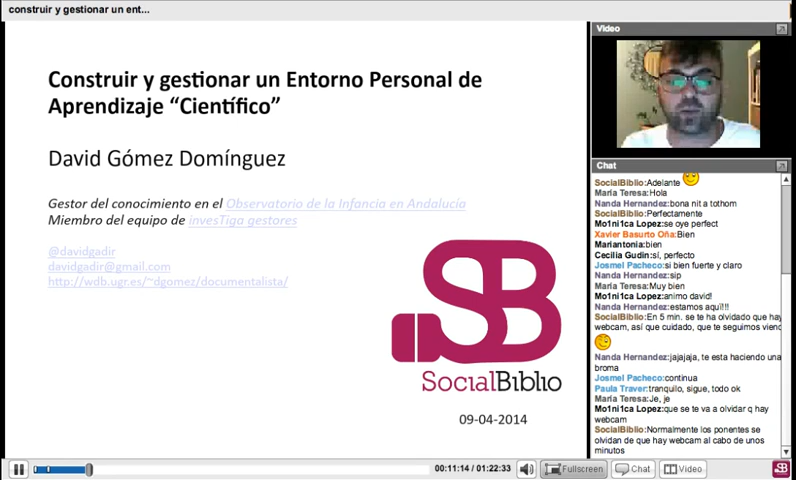 construir y gestionar un ent...
Construir y gestionar un Entorno Personal de
Aprendizaje “Científico”
David Gómez Domínguez
Gestor del conocimiento en el Observatorio de la Infancia en Andalucía
Miembro del equipo de invesTiga gestores
@davidgadir
davidgadir@gmail.com
http://wdb.ugr.es/~dgomez/documentalista/
SB
SocialBiblio
09-04-2014
Video
Chat
SocialBiblio:Adelante
Maria Teresa:Hola
Nanda Hernandez:bona nit a tothom
SocialBiblio:Perfectamente
Mo1ni1ca Lopez:se oye perfect
Xavier Basurto Oña:Bien
Mariantonia:bien
Cecilia Gudin:sí, perfecto
Josmel Pacheco:si bien fuerte y claro
Nanda Hernandez:sip
Maria Teresa:Muy bien
Mo1ni1ca Lopez:animo david!
Nanda Hernandez:estamos aquí!!!
SocialBiblio:En 5 min. se te ha olvidado que hay
webcam, así que cuidado, que te seguimos
Nanda Hernandez:jajajaja, te esta haciendo una
broma
Josmel Pacheco:continua
Paula Traver:tranquilo, sigue, todo ok
Maria Teresa:Je, je
Mo1ni1ca Lopez:que se te va a olvidar q hay
webcam
SocialBiblio:Normalmente los ponentes se
olvidan de que hay webcam al cabo de unos
minutos
00:11:14 / 01:22:33
Fullscreen
Chat
Video
SB